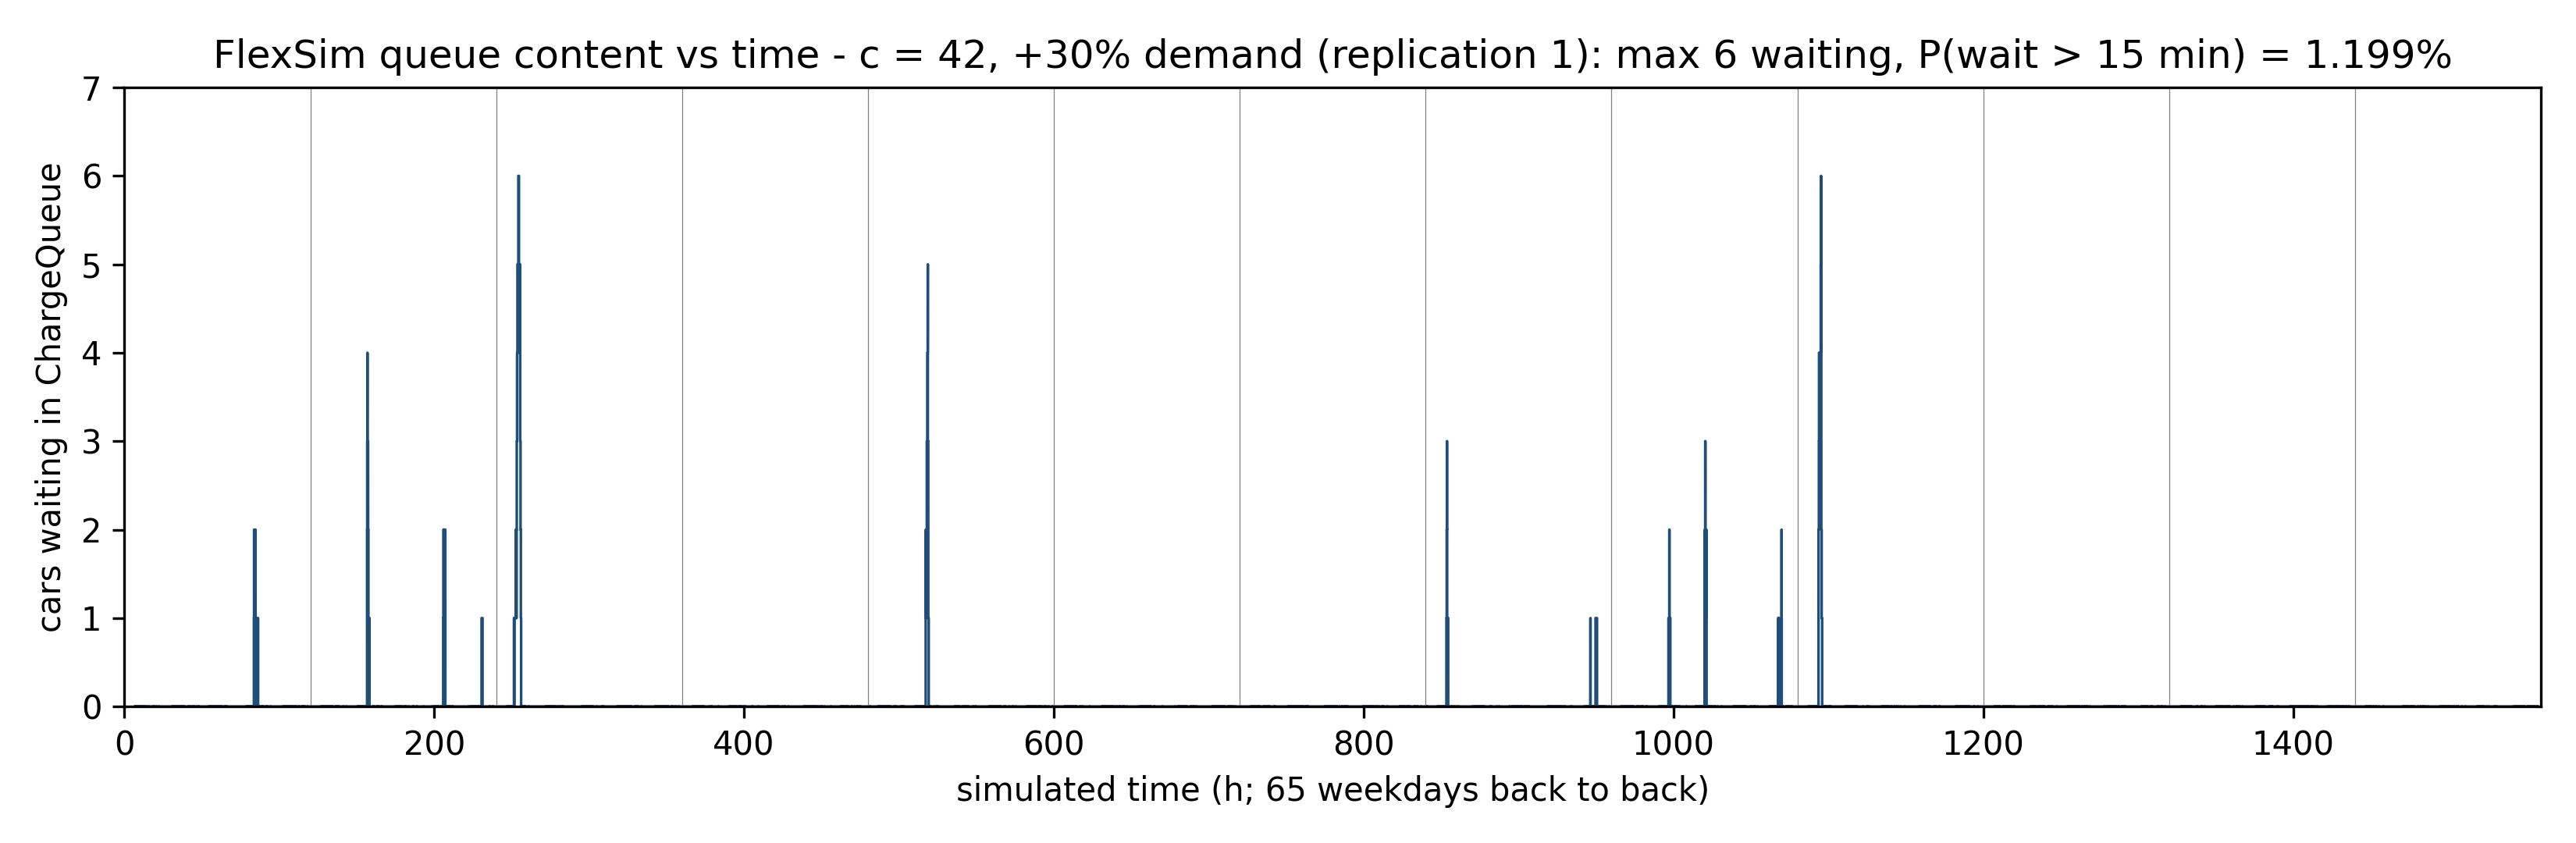 FlexSim queue content vs time - c = 42, +30% demand (replication 1): max 6 waiting, P(wait > 15 min) = 1.199%
cars waiting in ChargeQueue
7
6
5
4
3
2
1
0
0 200 400 600 800 1000 1200 1400
simulated time (h; 65 weekdays back to back)